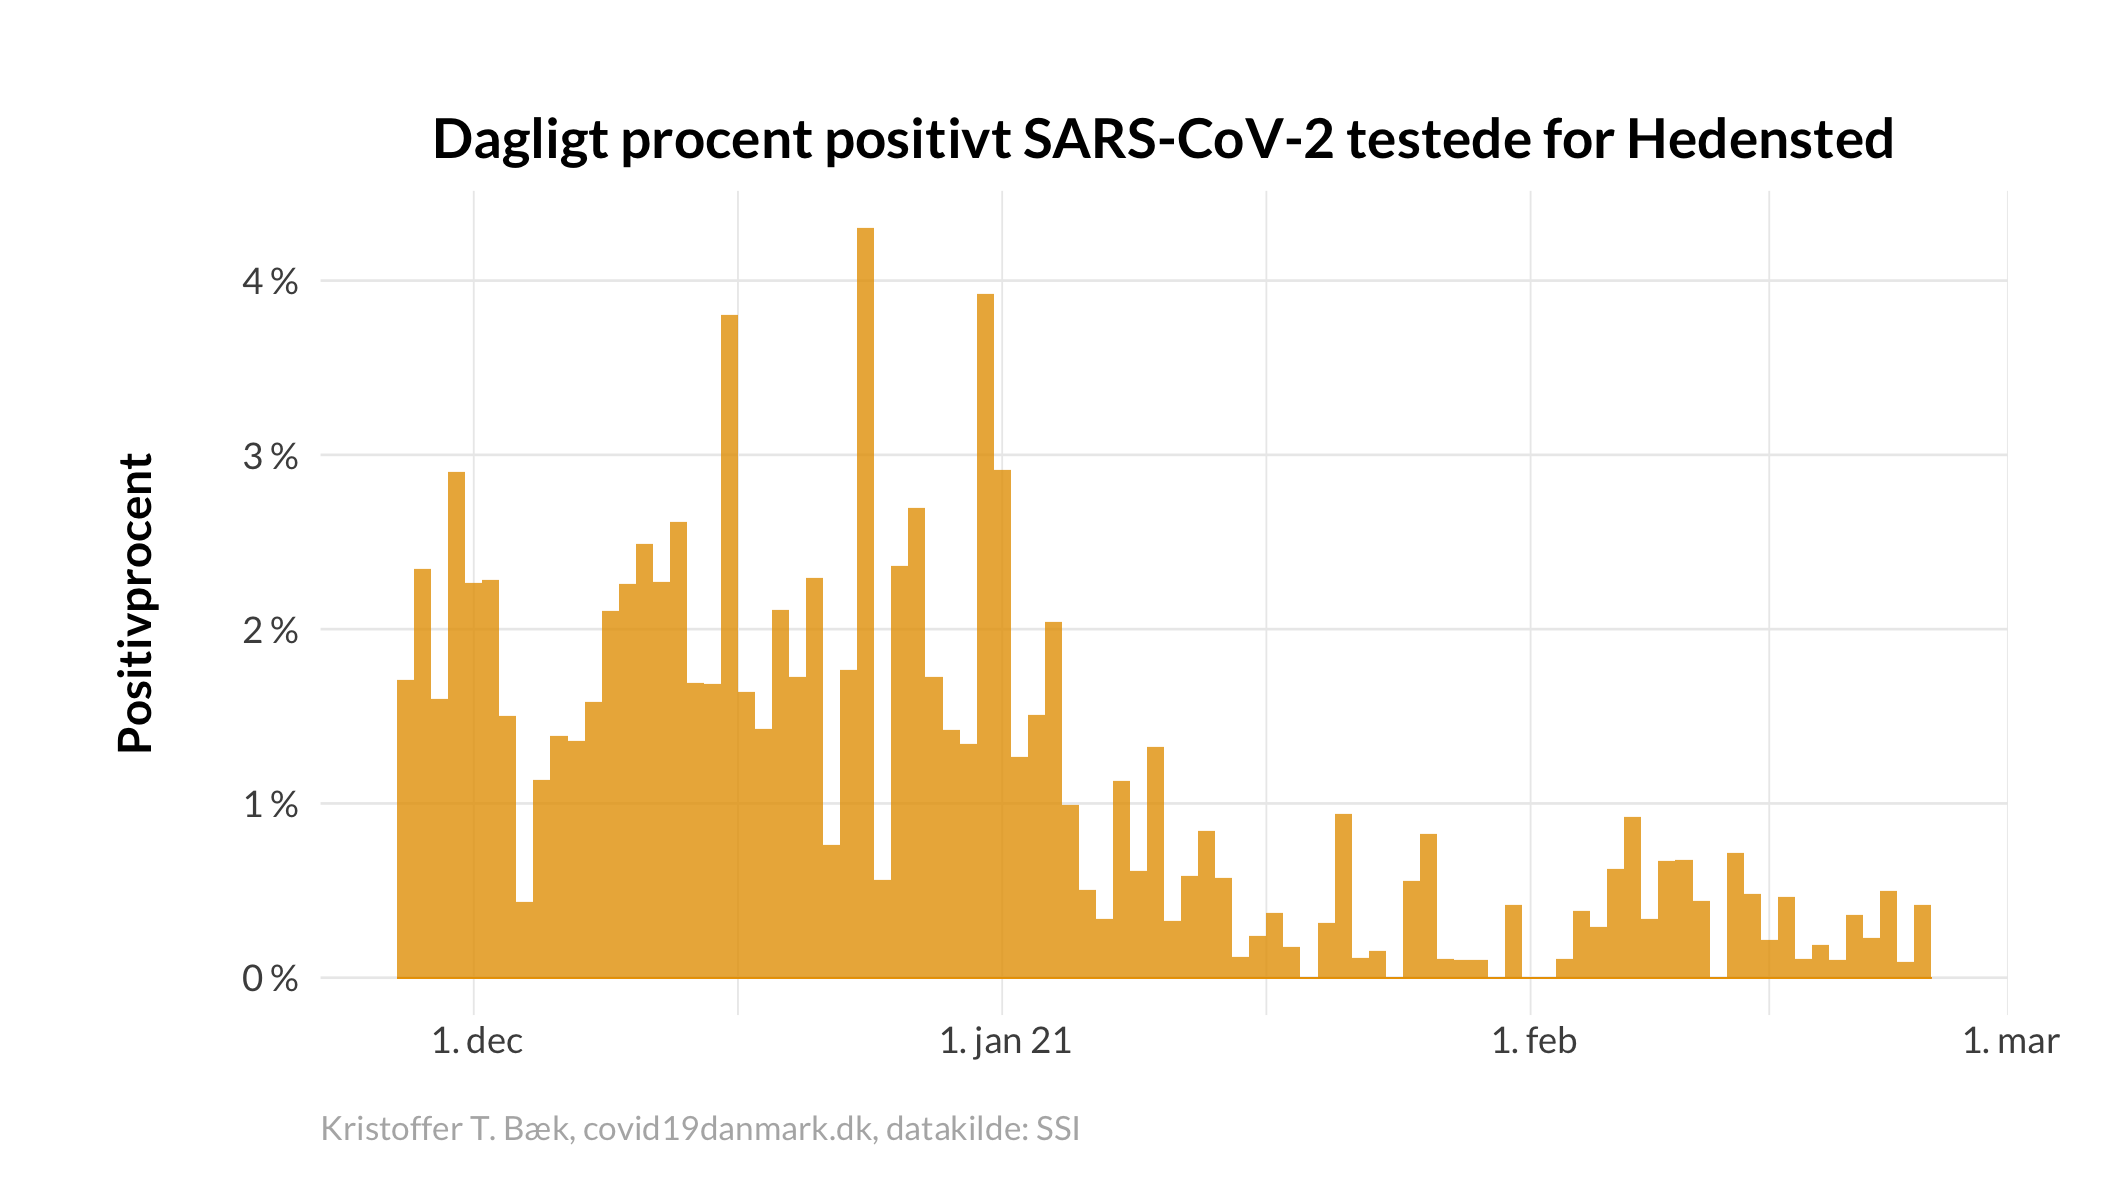 Dagligt procent positivt SARS-CoV-2 testede for Hedensted
Positivprocent
4 %
3 %
2 %
1 %
0 %
1. dec
1. jan 21
1. feb
1. mar
Kristoffer T. Bæk, covid19danmark.dk, datakilde: SSI